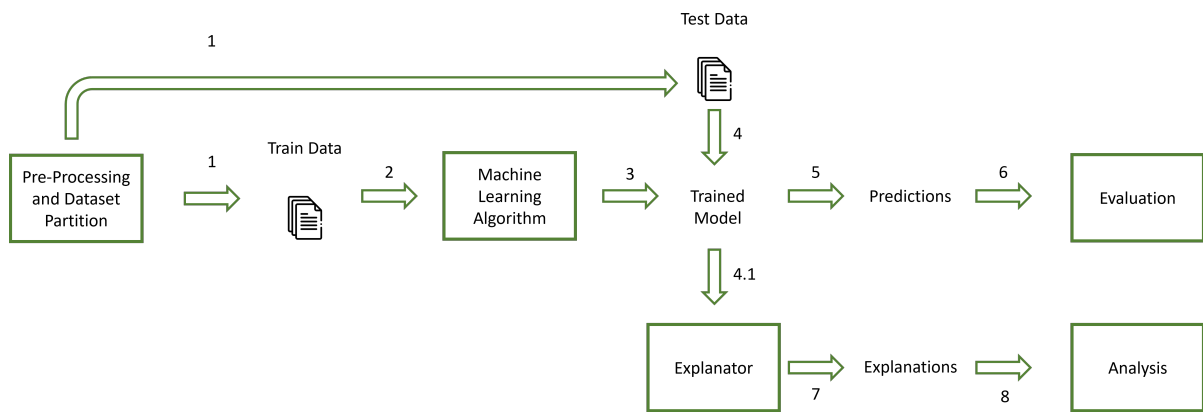 Test Data
1
Train Data
1
2
3
4
5
6
Pre-Processing
and Dataset
Partition
Machine
Learning
Algorithm
Trained
Model
Predictions
Evaluation
4.1
Explanator
7
Explanations
8
Analysis